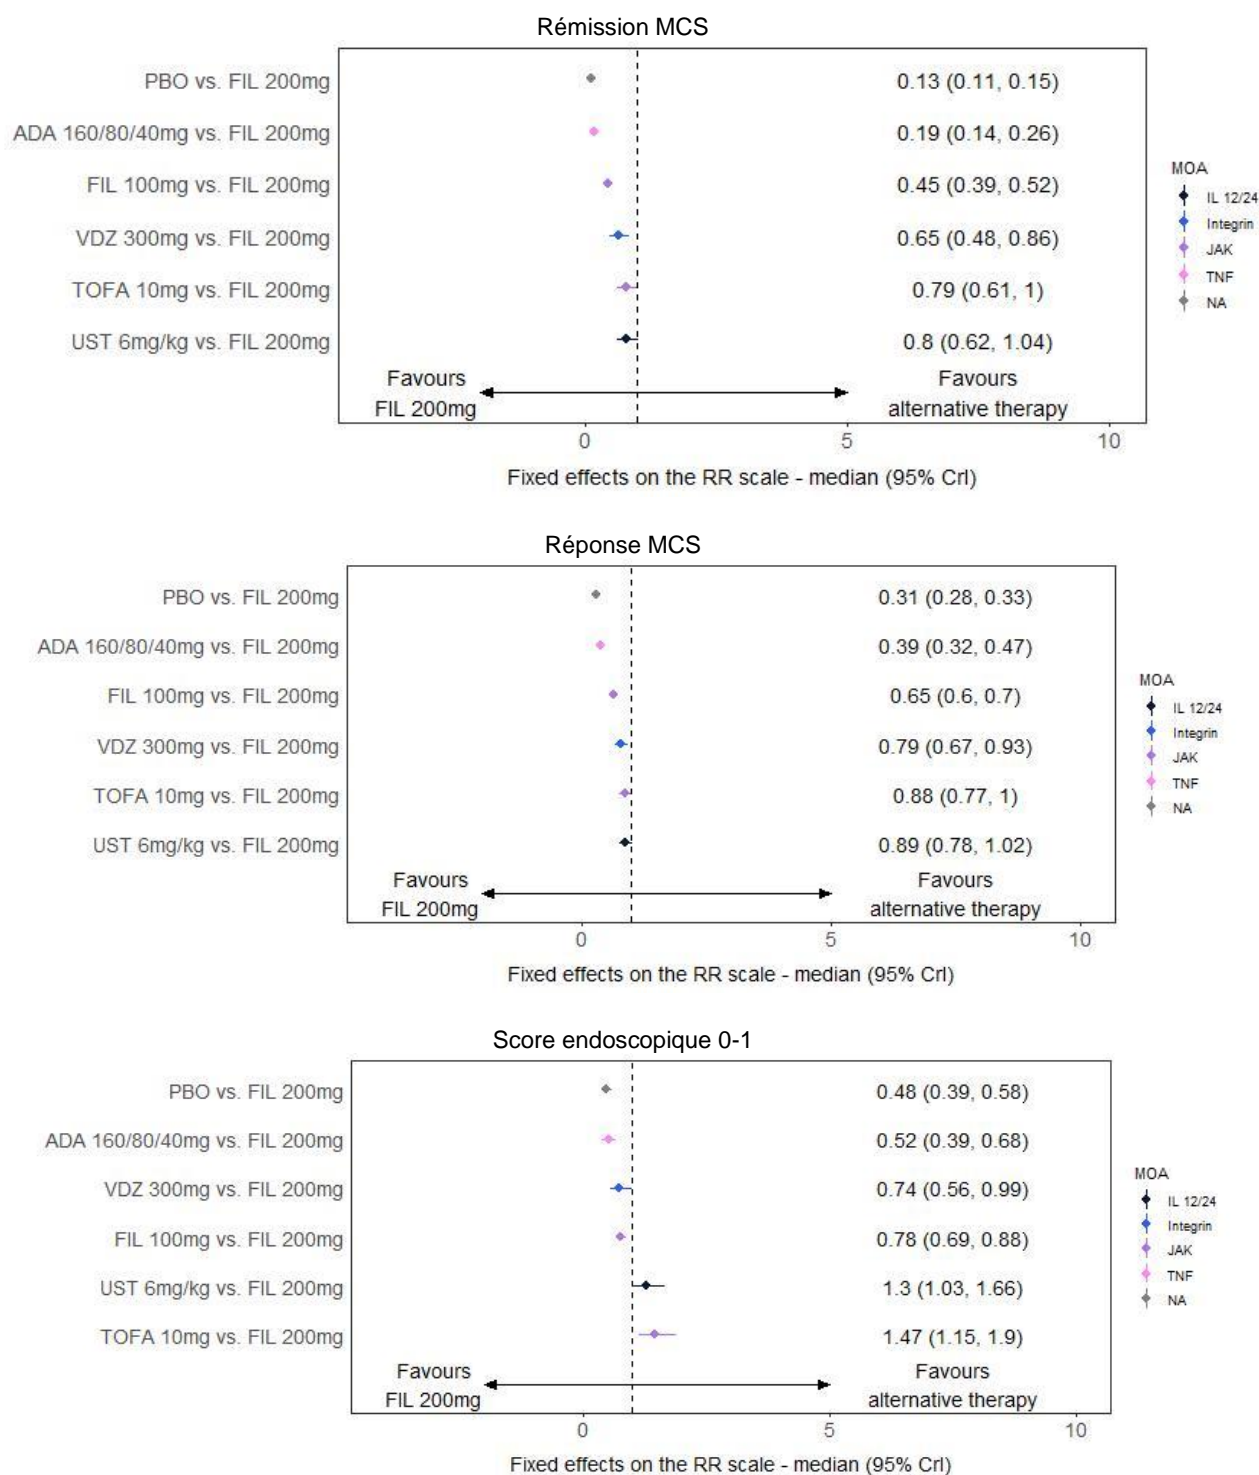 Rémission MCS
PBO vs. FIL 200mg 0.13 (0.11, 0.15)
ADA 160/80/40mg vs. FIL 200mg 0.19 (0.14, 0.26)
FIL 100mg vs. FIL 200mg 0.45 (0.39, 0.52)
VDZ 300mg vs. FIL 200mg 0.65 (0.48, 0.86)
TOFA 10mg vs. FIL 200mg 0.79 (0.61, 1)
UST 6mg/kg vs. FIL 200mg 0.8 (0.62, 1.04)
Favours
FIL 200mg
Favours
alternative therapy
MOA
IL 12/24
Integrin
JAK
TNF
NA
0 5 10
Fixed effects on the RR scale - median (95% Crl)
Réponse MCS
PBO vs. FIL 200mg 0.31 (0.28, 0.33)
ADA 160/80/40mg vs. FIL 200mg 0.39 (0.32, 0.47)
FIL 100mg vs. FIL 200mg 0.65 (0.6, 0.7)
VDZ 300mg vs. FIL 200mg 0.79 (0.67, 0.93)
TOFA 10mg vs. FIL 200mg 0.88 (0.77, 1)
UST 6mg/kg vs. FIL 200mg 0.89 (0.78, 1.02)
Favours
FIL 200mg
Favours
alternative therapy
MOA
IL 12/24
Integrin
JAK
TNF
NA
0 5 10
Fixed effects on the RR scale - median (95% Crl)
Score endoscopique 0-1
PBO vs. FIL 200mg 0.48 (0.39, 0.58)
ADA 160/80/40mg vs. FIL 200mg 0.52 (0.39, 0.68)
VDZ 300mg vs. FIL 200mg 0.74 (0.56, 0.99)
FIL 100mg vs. FIL 200mg 0.78 (0.69, 0.88)
UST 6mg/kg vs. FIL 200mg 1.3 (1.03, 1.66)
TOFA 10mg vs. FIL 200mg 1.47 (1.15, 1.9)
Favours
FIL 200mg
Favours
alternative therapy
MOA
IL 12/24
Integrin
JAK
TNF
NA
0 5 10
Fixed effects on the RR scale - median (95% Crl)